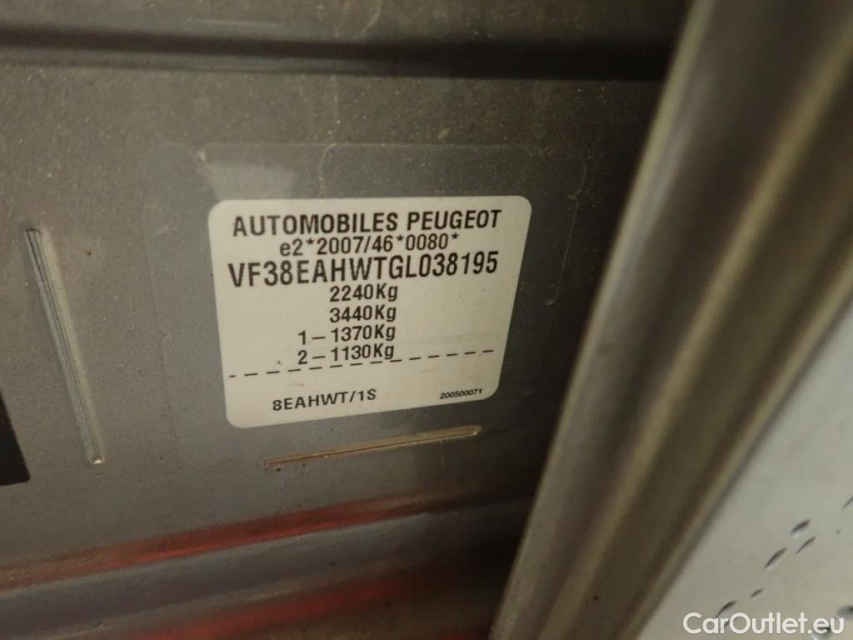 AUTOMOBILES PEUGEOT
e2*2007/46*0080*
VF38EAHWTGL038195
2240Kg
3440Kg
1-1370Kg
2-1130Kg
8EAHWT/1S
200500071
CarOutlet.eu